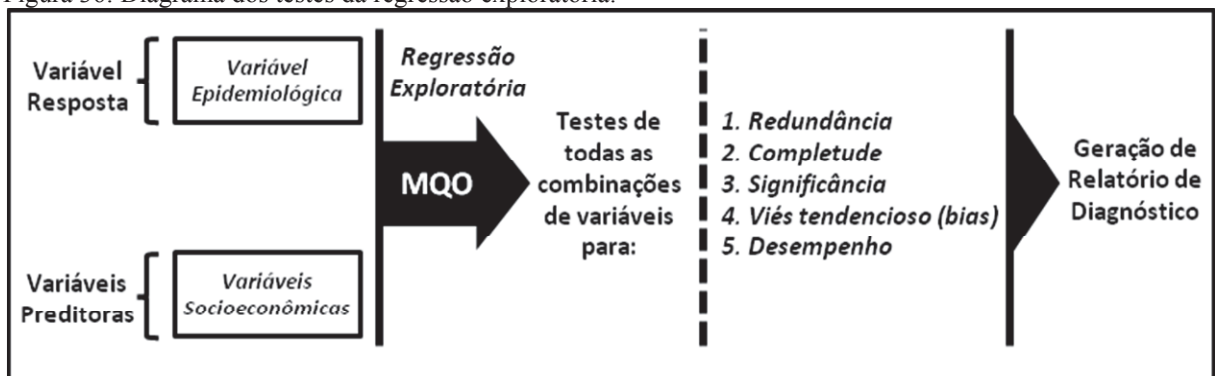 Figura 30: Diagrama dos testes da regressão exploratória.
Variável
Resposta
Variável
Epidemiológica
Variáveis
Preditoras
Variáveis
Socioeconômicas
Regressão
Exploratória
MQO
Testes de
todas as
combinações
de variáveis
para:
1. Redundância
2. Completude
3. Significância
4. Viés tendencioso (bias)
5. Desempenho
Geração de
Relatório de
Diagnóstico